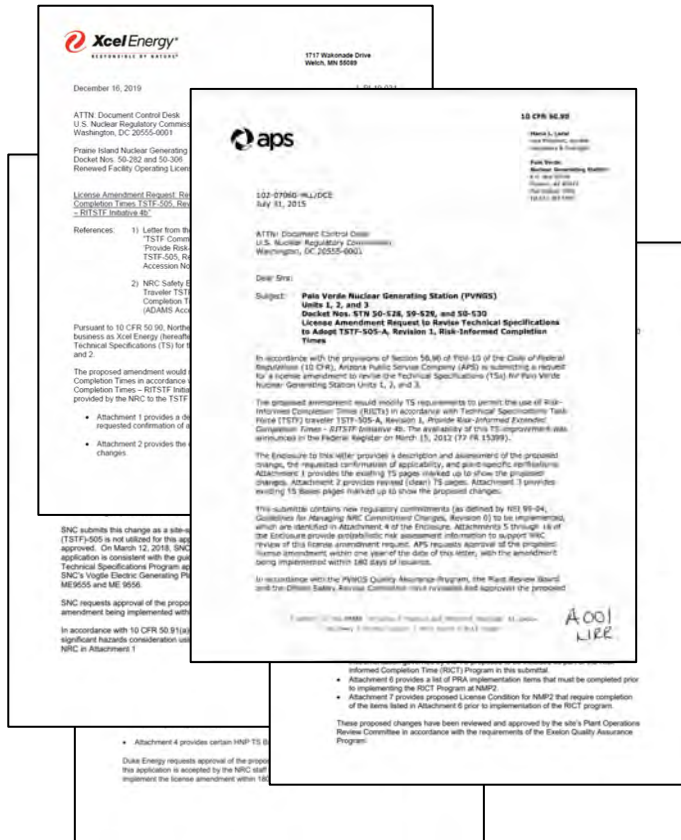 Xcel Energy®
RESPONSIBLE BY NATURE®
1717 Wakonade Drive
Welch, MN 55089
December 16, 2019
ATTN: Document Control Desk
U.S. Nuclear Regulatory Commiss
Washington, DC 20555-0001
Prairie Island Nuclear Generating
Docket Nos. 50-282 and 50-306
Renewed Facility Operating Licen
License Amendment Request: Re
Completion Times TSTF-505, Rev
– RITSTF Initiative 4b"
References: 1) Letter from the
"TSTF Comm
"Provide Risk-
TSTF-505, Re
Accession No
2) NRC Safety E
Traveler TSTF
Completion T
(ADAMS Acce
Pursuant to 10 CFR 50.90, Northe
business as Xcel Energy (hereafte
Technical Specifications (TS) for t
and 2.
The proposed amendment would
Completion Times in accordance
Completion Times – RITSTF Initia
provided by the NRC to the TSTF
• Attachment 1 provides a de
requested confirmation of a
• Attachment 2 provides the
changes
aps
10 CFR 50.90
Palo Verde
Nuclear Generating Station
102-07060-MLL/DCE
July 31, 2015
ATTN: Document Control Desk
U.S. Nuclear Regulatory Commission
Washington, DC 20555-0001
Dear Sirs:
Subject: Palo Verde Nuclear Generating Station (PVNGS)
Units 1, 2, and 3
Docket Nos. STN 50-528, 50-529, and 50-530
License Amendment Request to Revise Technical Specifications
to Adopt TSTF-505-A, Revision 1, Risk-Informed Completion
Times
In accordance with the provisions of Section 50.90 of Title 10 of the Code of Federal
Regulations (10 CFR), Arizona Public Service Company (APS) is submitting a request
for a license amendment to revise the Technical Specifications (TSs) for Palo Verde
Nuclear Generating Station Units 1, 2, and 3.
The proposed amendment would modify TS requirements to permit the use of Risk-
Informed Completion Times (RICTs) in accordance with Technical Specifications Task
Force (TSTF) traveler TSTF-505-A, Revision 1, Provide Risk-Informed Extended
Completion Times - RITSTF Initiative 4b. The availability of this TS improvement was
announced in the Federal Register on March 15, 2012 (77 FR 15399).
The Enclosure to this letter provides a description and assessment of the proposed
change, the requested confirmation of applicability, and plant-specific verifications.
Attachment 1 provides the existing TS pages marked up to show the proposed
changes. Attachment 2 provides revised (clean) TS pages. Attachment 3 provides
existing TS Bases pages marked up to show the proposed changes.
This submittal contains new regulatory commitments (as defined by NEI 99-04,
Guidelines for Managing NRC Commitment Changes, Revision 0) to be implemented,
which are identified in Attachment 4 of the Enclosure. Attachments 5 through 16 of
the Enclosure provide probabilistic risk assessment information to support NRC
review of this license amendment request. APS requests approval of the proposed
license amendment within one year of the date of this letter, with the amendment
being implemented within 180 days of issuance.
In accordance with the PVNGS Quality Assurance Program, the Plant Review Board
and the Offsite Safety Review Committee have reviewed and approved the proposed
A001
NRR
SNC submits this change as a site-s
(TSTF)-505 is not utilized for this app
approved. On March 12, 2018, SNC
application is consistent with the guid
Technical Specifications Program ap
SNC's Vogtle Electric Generating Pl
ME9555 and ME 9556.
SNC requests approval of the propo
amendment being implemented with
In accordance with 10 CFR 50.91(a)
significant hazards consideration usi
NRC in Attachment 1
Informed Completion Time (RICT) Program in this submittal.
• Attachment 6 provides a list of PRA implementation items that must be completed prior
to implementing the RICT Program at NMP2.
• Attachment 7 provides proposed License Condition for NMP2 that require completion
of the items listed in Attachment 6 prior to implementation of the RICT program.
These proposed changes have been reviewed and approved by the site's Plant Operations
Review Committee in accordance with the requirements of the Exelon Quality Assurance
Program.
• Attachment 4 provides certain HNP TS B
Duke Energy requests approval of the propo
this application is accepted by the NRC staff
implement the license amendment within 180